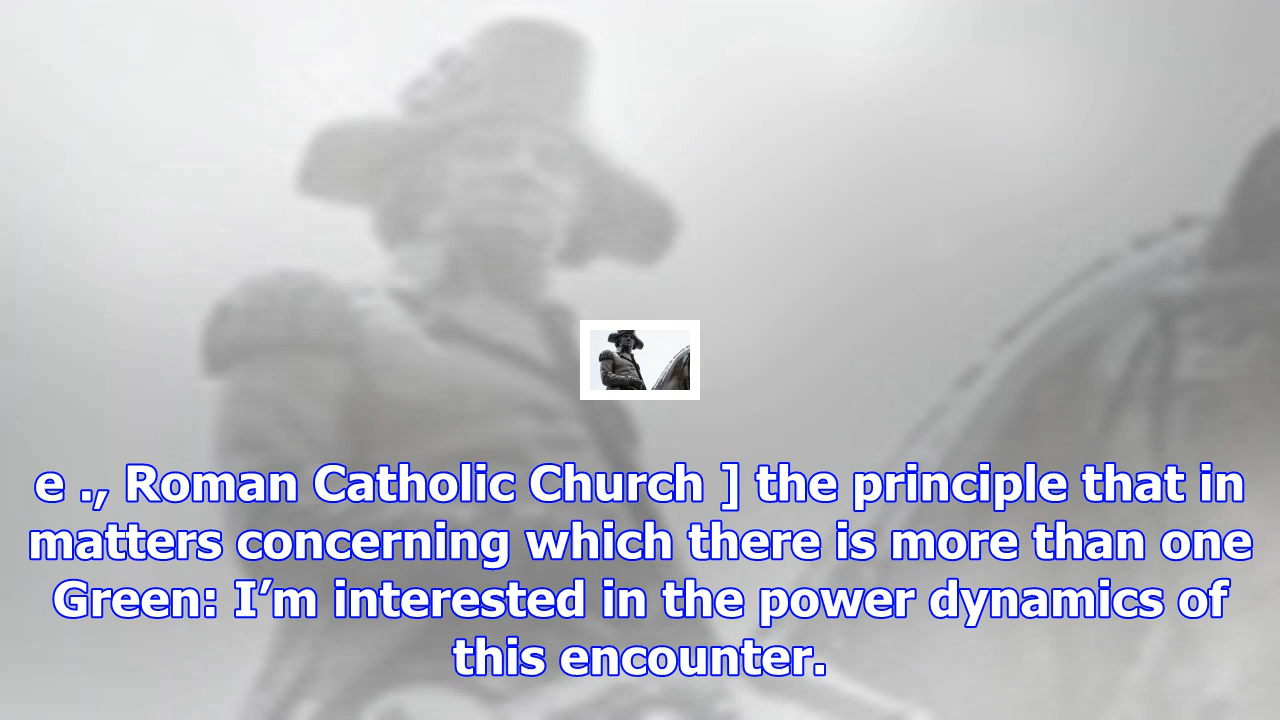 e ., Roman Catholic Church ] the principle that in
matters concerning which there is more than one
Green: I’m interested in the power dynamics of
this encounter.